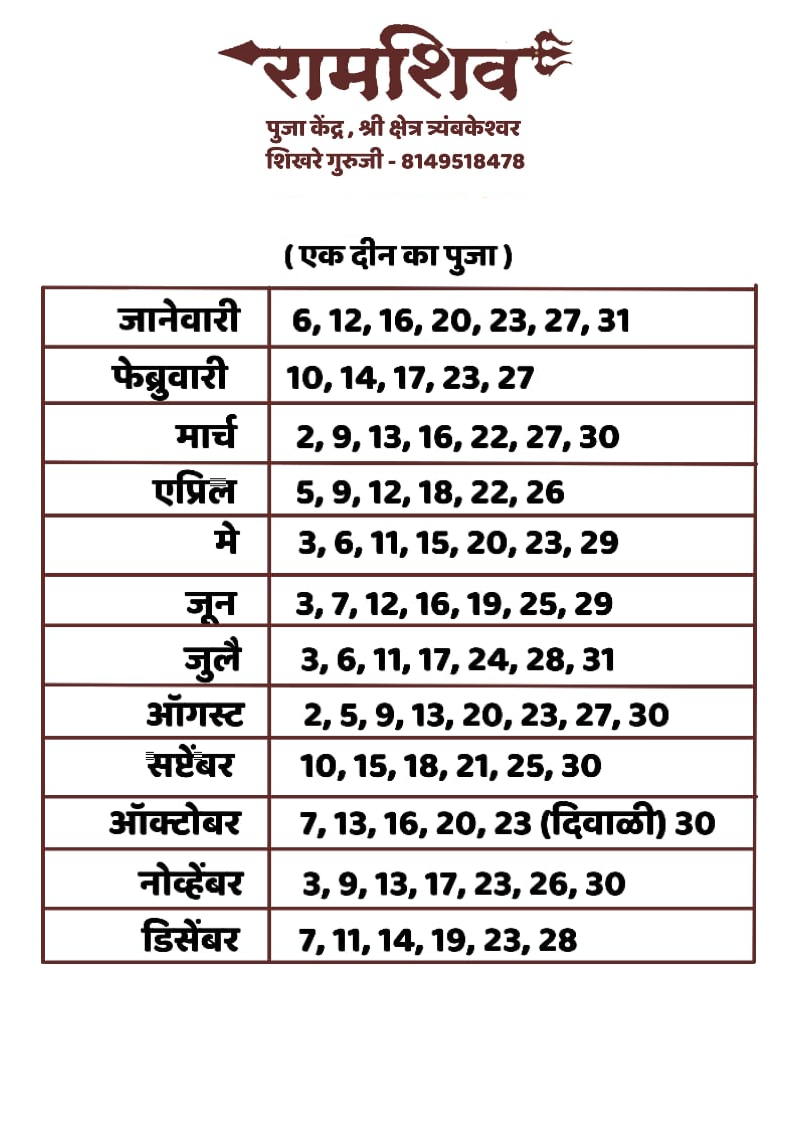 रामशिव
पुजा केंद्र , श्री क्षेत्र त्र्यंबकेश्वर
शिखरे गुरुजी - 8149518478
( एक दीन का पुजा )
जानेवारी 6, 12, 16, 20, 23, 27, 31
फेब्रुवारी 10, 14, 17, 23, 27
मार्च 2, 9, 13, 16, 22, 27, 30
एप्रिल 5, 9, 12, 18, 22, 26
मे 3, 6, 11, 15, 20, 23, 29
जून 3, 7, 12, 16, 19, 25, 29
जुलै 3, 6, 11, 17, 24, 28, 31
ऑगस्ट 2, 5, 9, 13, 20, 23, 27, 30
सप्टेंबर 10, 15, 18, 21, 25, 30
ऑक्टोबर 7, 13, 16, 20, 23 (दिवाळी) 30
नोव्हेंबर 3, 9, 13, 17, 23, 26, 30
डिसेंबर 7, 11, 14, 19, 23, 28